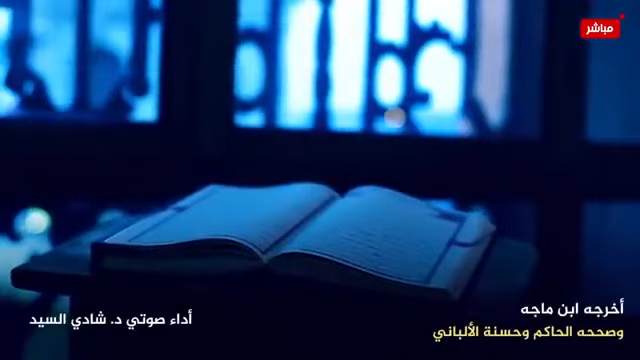 مباشر
أخرجه ابن ماجه
وصححه الحاكم وحسنة الألباني
أداء صوتي د. شادي السيد